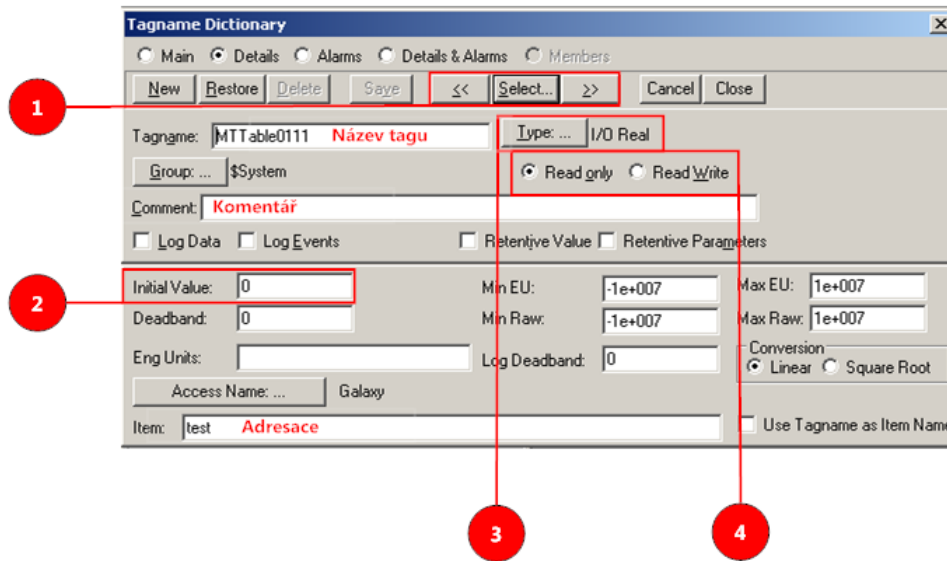 Tagname Dictionary
Main Details Alarms Details & Alarms Members
New Restore Delete Save << Select... >> Cancel Close
1
Tagname: MTTable0111 Název tagu Type: ... I/O Real
Group: ... $System Read only Read Write
Comment: Komentář
Log Data Log Events Retentive Value Retentive Parameters
Initial Value: 0 Min EU: -1e+007 Max EU: 1e+007
2
Deadband: 0 Min Raw: -1e+007 Max Raw: 1e+007
Eng Units: Log Deadband: 0 Conversion
Linear Square Root
Access Name: ... Galaxy
Item: test Adresace Use Tagname as Item Name
3 4